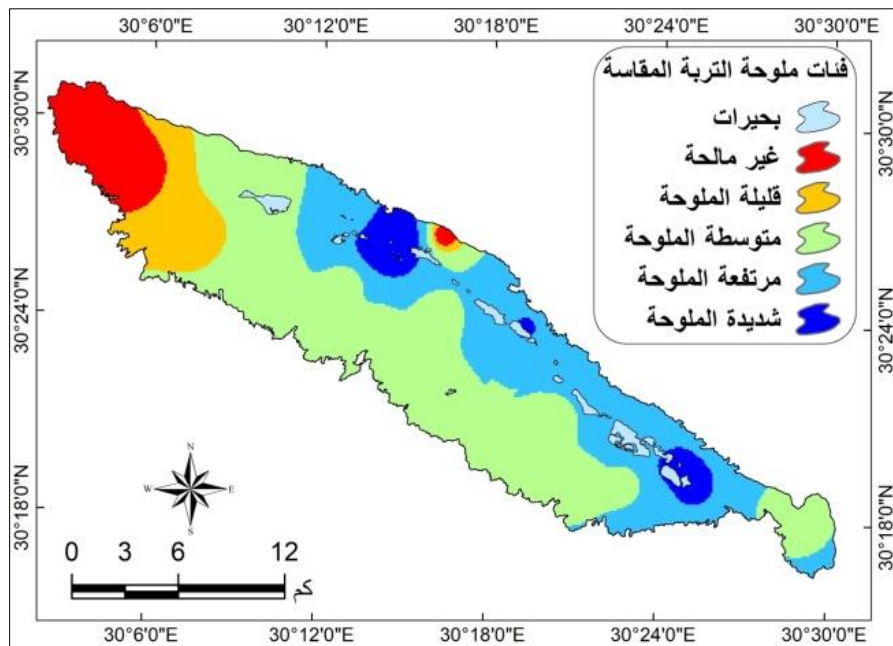 30°6'0"E 30°12'0"E 30°18'0"E 30°24'0"E 30°30'0"E
فئات ملوحة التربة المقاسة
بحيرات
غير مالحة
قليلة الملوحة
متوسطة الملوحة
مرتفعة الملوحة
شديدة الملوحة
30°30'0"N
30°24'0"N
30°18'0"N
30°30'0"N
30°24'0"N
30°18'0"N
N
W E
S
0 3 6 12
كم
30°6'0"E 30°12'0"E 30°18'0"E 30°24'0"E 30°30'0"E